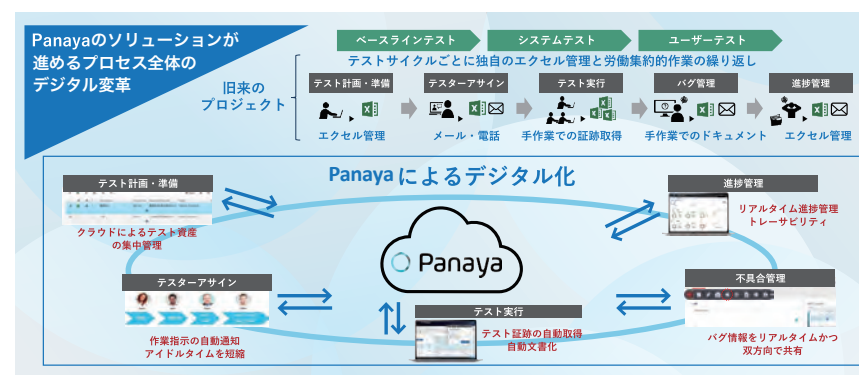 Panayaのソリューションが
進めるプロセス全体の
デジタル変革
ベースラインテスト
システムテスト
ユーザーテスト
テストサイクルごとに独自のエクセル管理と労働集約的作業の繰り返し
旧来の
プロジェクト
テスト計画・準備
テスターアサイン
テスト実行
バグ管理
進捗管理
エクセル管理
メール・電話
手作業での証跡取得
手作業でのドキュメント
エクセル管理
Panayaによるデジタル化
テスト計画・準備
クラウドによるテスト資産
の集中管理
進捗管理
リアルタイム進捗管理
トレーサビリティ
Panaya
テスターアサイン
作業指示の自動通知
アイドルタイムを短縮
テスト実行
テスト証跡の自動取得
自動文書化
不具合管理
バグ情報をリアルタイムかつ
双方向で共有